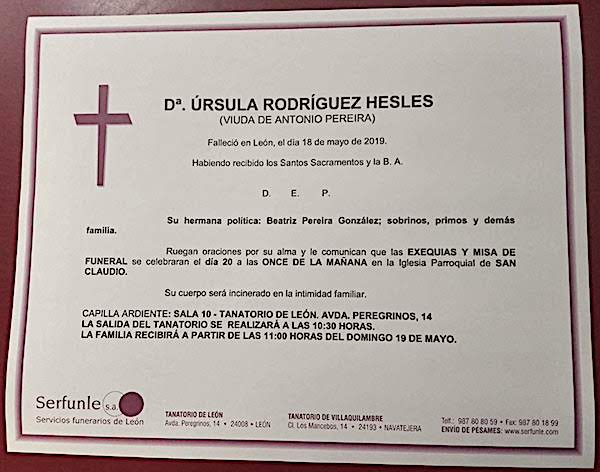 Dª. ÚRSULA RODRÍGUEZ HESLES
(VIUDA DE ANTONIO PEREIRA)
Falleció en León, el día 18 de mayo de 2019.
Habiendo recibido los Santos Sacramentos y la B. A.
D. E. P.
Su hermana política: Beatriz Pereira González; sobrinos, primos y demás
familia.
Ruegan oraciones por su alma y le comunican que las EXEQUIAS Y MISA DE
FUNERAL se celebraran el día 20 a las ONCE DE LA MAÑANA en la Iglesia Parroquial de SAN
CLAUDIO.
Su cuerpo será incinerado en la intimidad familiar.
CAPILLA ARDIENTE: SALA 10 - TANATORIO DE LEÓN. AVDA. PEREGRINOS, 14
LA SALIDA DEL TANATORIO SE REALIZARÁ A LAS 10:30 HORAS.
LA FAMILIA RECIBIRÁ A PARTIR DE LAS 11:00 HORAS DEL DOMINGO 19 DE MAYO.
Serfunle s.a.
Servicios funerarios de León
TANATORIO DE LEÓN
Avda. Peregrinos, 14 • 24008 • LEÓN
TANATORIO DE VILLAQUILAMBRE
Cl. Los Mancebos, 14 • 24193 • NAVATEJERA
Telf.: 987 80 80 59 • Fax: 987 80 18 99
ENVÍO DE PÉSAMES: www.serfunle.com